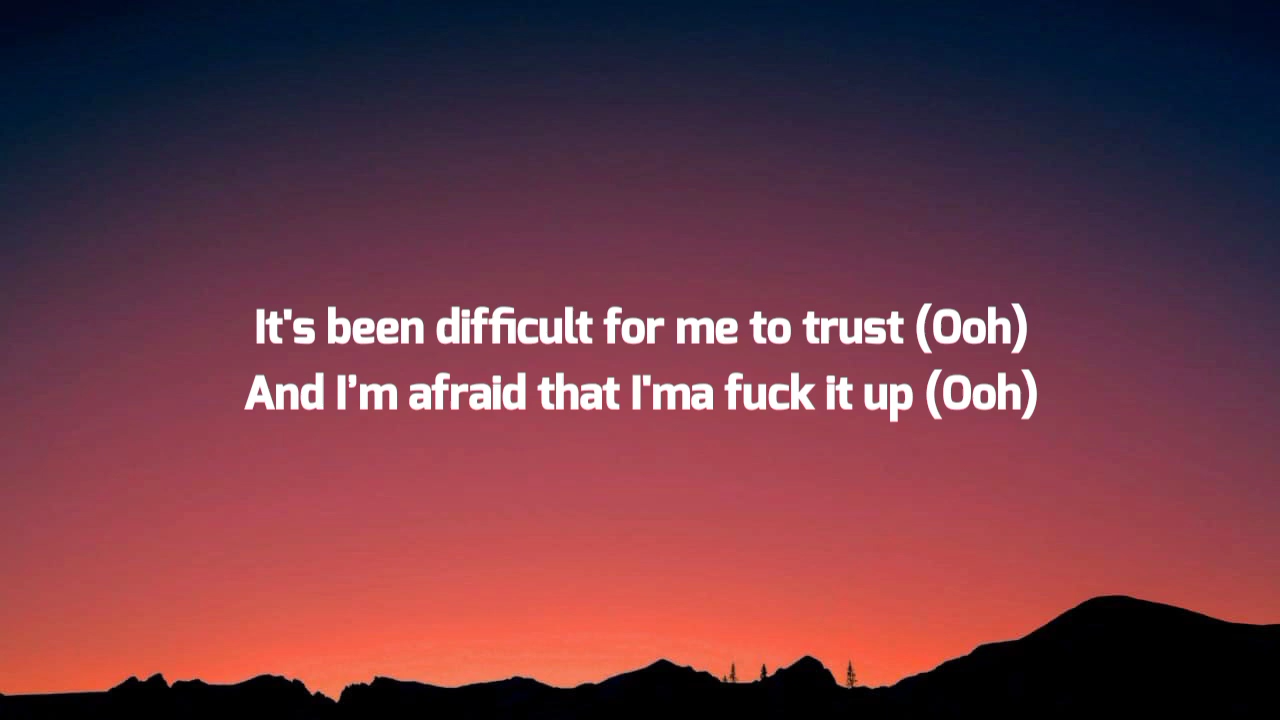 It's been difficult for me to trust (Ooh)
And I’m afraid that I'ma fuck it up (Ooh)